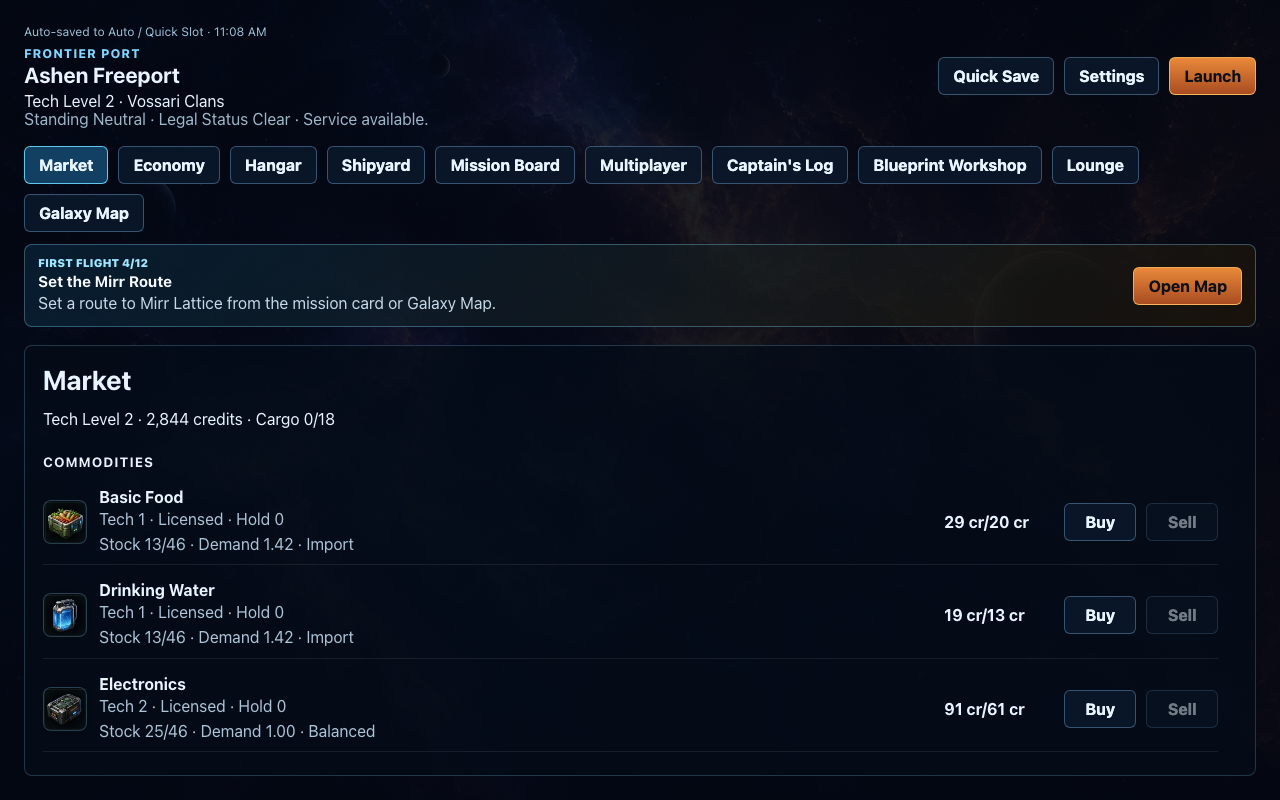 Auto-saved to Auto / Quick Slot · 11:08 AM
FRONTIER PORT
Ashen Freeport
Tech Level 2 · Vossari Clans
Standing Neutral · Legal Status Clear · Service available.
Quick Save
Settings
Launch
Market
Economy
Hangar
Shipyard
Mission Board
Multiplayer
Captain's Log
Blueprint Workshop
Lounge
Galaxy Map
FIRST FLIGHT 4/12
Set the Mirr Route
Set a route to Mirr Lattice from the mission card or Galaxy Map.
Open Map
Market
Tech Level 2 · 2,844 credits · Cargo 0/18
COMMODITIES
Basic Food
Tech 1 · Licensed · Hold 0
Stock 13/46 · Demand 1.42 · Import
29 cr/20 cr
Buy
Sell
Drinking Water
Tech 1 · Licensed · Hold 0
Stock 13/46 · Demand 1.42 · Import
19 cr/13 cr
Buy
Sell
Electronics
Tech 2 · Licensed · Hold 0
Stock 25/46 · Demand 1.00 · Balanced
91 cr/61 cr
Buy
Sell